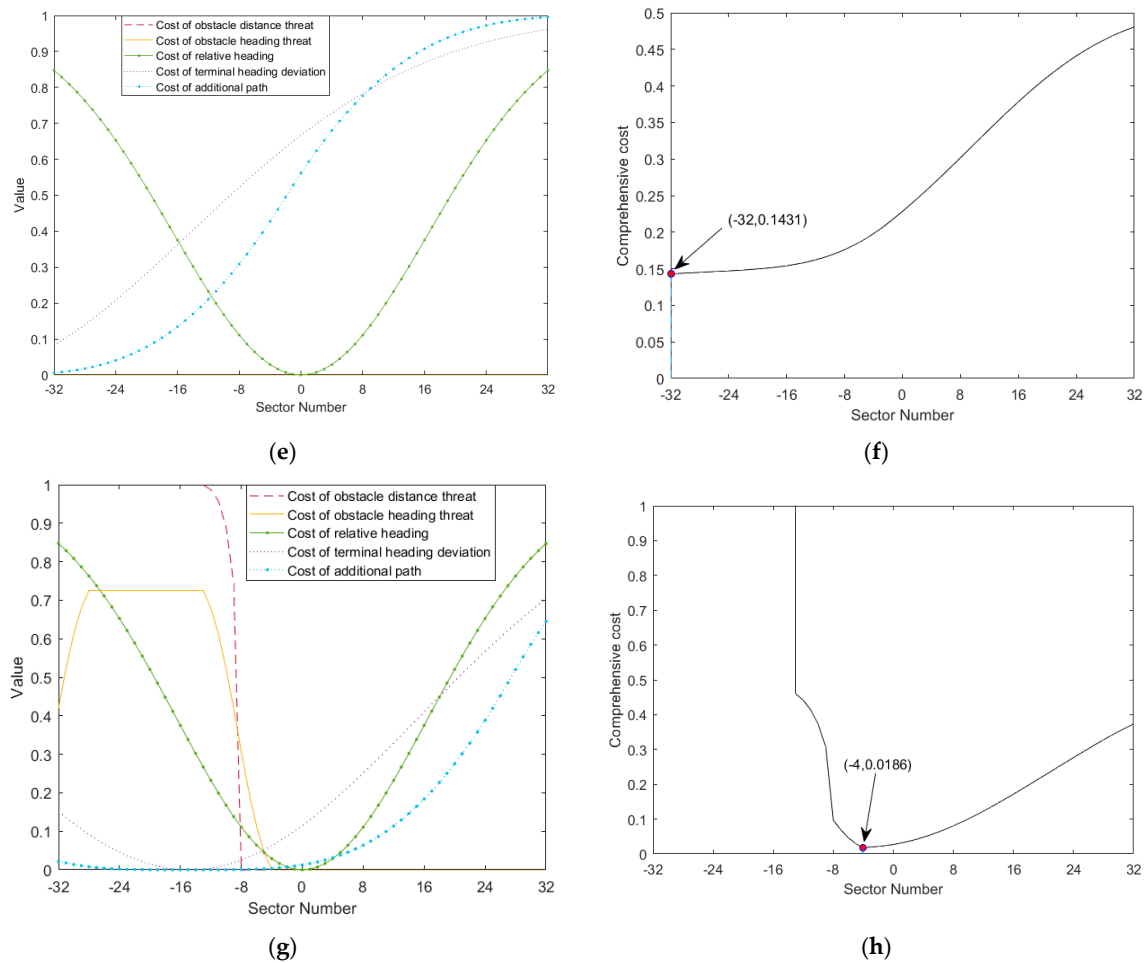 Cost of obstacle distance threat
Cost of obstacle heading threat
Cost of relative heading
Cost of terminal heading deviation
Cost of additional path
1
0.9
0.8
0.7
0.6
0.5
0.4
0.3
0.2
0.1
0
Value
-32 -24 -16 -8 0 8 16 24 32
Sector Number
(e)
0.5
0.45
0.4
0.35
0.3
0.25
0.2
0.15
0.1
0.05
0
Comprehensive cost
(-32,0.1431)
-32 -24 -16 -8 0 8 16 24 32
Sector Number
(f)
Cost of obstacle distance threat
Cost of obstacle heading threat
Cost of relative heading
Cost of terminal heading deviation
Cost of additional path
1
0.9
0.8
0.7
0.6
0.5
0.4
0.3
0.2
0.1
0
Value
-32 -24 -16 -8 0 8 16 24 32
Sector Number
(g)
1
0.9
0.8
0.7
0.6
0.5
0.4
0.3
0.2
0.1
0
Comprehensive cost
(-4,0.0186)
-32 -24 -16 -8 0 8 16 24 32
Sector Number
(h)